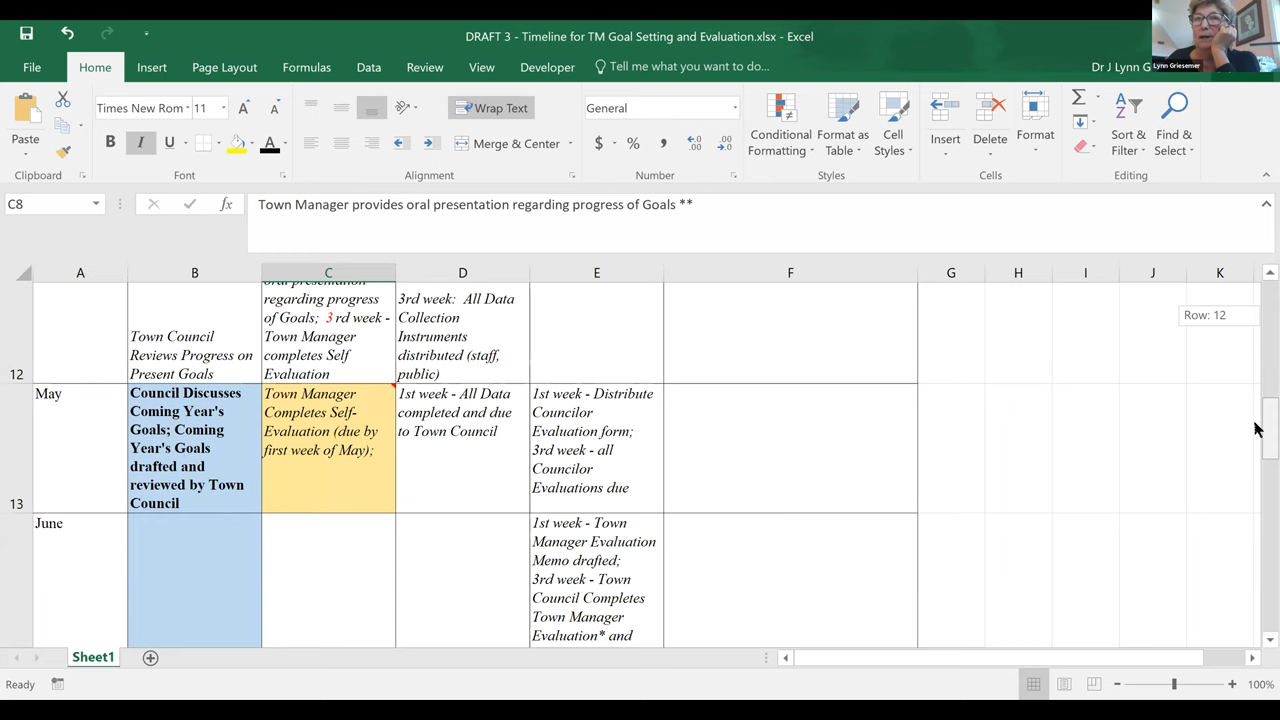 DRAFT 3 - Timeline for TM Goal Setting and Evaluation.xlsx - Excel
Dr J Lynn G
Lynn Griesemer
File
Home
Insert
Page Layout
Formulas
Data
Review
View
Developer
Tell me what you want to do...
Paste
Clipboard
Times New Rom
11
B I U
Font
Wrap Text
Merge & Center
Alignment
General
$ % ,
Number
Conditional
Formatting
Format as
Table
Cell
Styles
Styles
Insert
Delete
Format
Cells
Sort &
Filter
Find &
Select
Editing
C8
fx
Town Manager provides oral presentation regarding progress of Goals **
A B C D E F G H I J K
12
Town Council
Reviews Progress on
Present Goals
oral presentation
regarding progress
of Goals; 3 rd week -
Town Manager
completes Self
Evaluation
3rd week: All Data
Collection
Instruments
distributed (staff,
public)
Row: 12
13
May
Council Discusses
Coming Year's
Goals; Coming
Year's Goals
drafted and
reviewed by Town
Council
Town Manager
Completes Self-
Evaluation (due by
first week of May);
1st week - All Data
completed and due
to Town Council
1st week - Distribute
Councilor
Evaluation form;
3rd week - all
Councilor
Evaluations due
June
1st week - Town
Manager Evaluation
Memo drafted;
3rd week - Town
Council Completes
Town Manager
Evaluation* and
Sheet1
Ready
100%